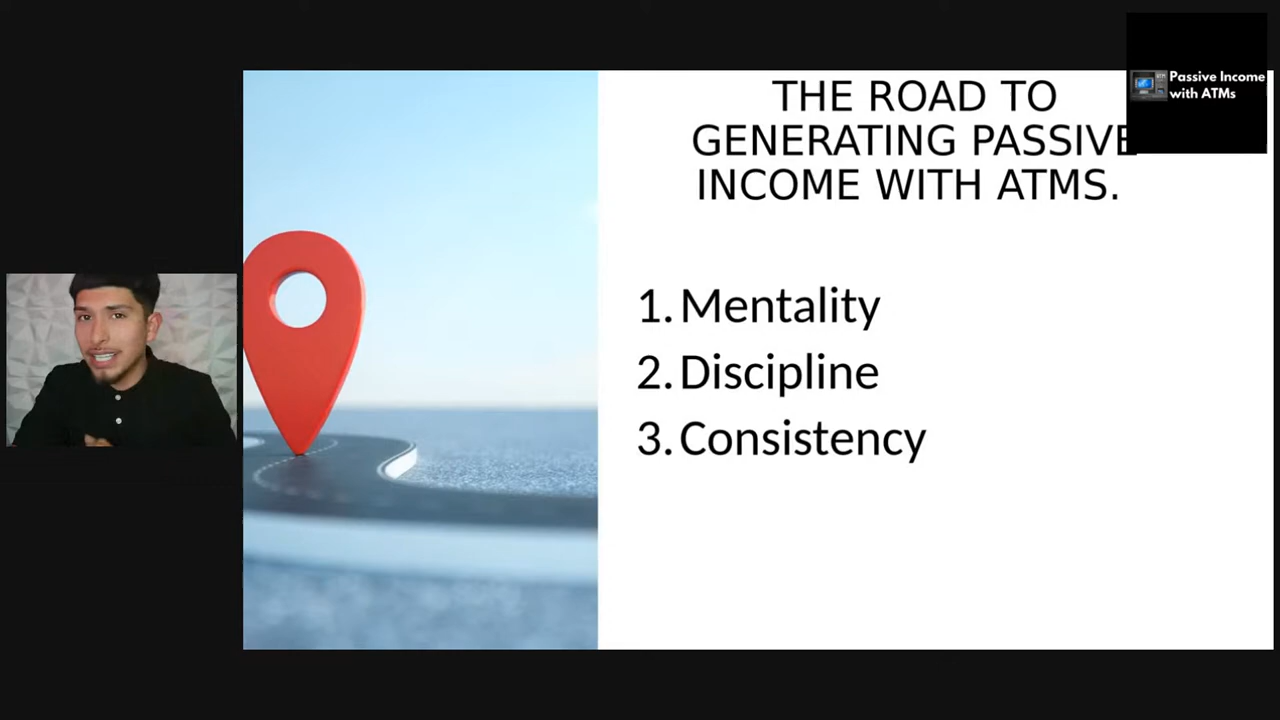 THE ROAD TO
GENERATING PASSIVE
INCOME WITH ATMS.
Passive Income
with ATMs
1. Mentality
2. Discipline
3. Consistency